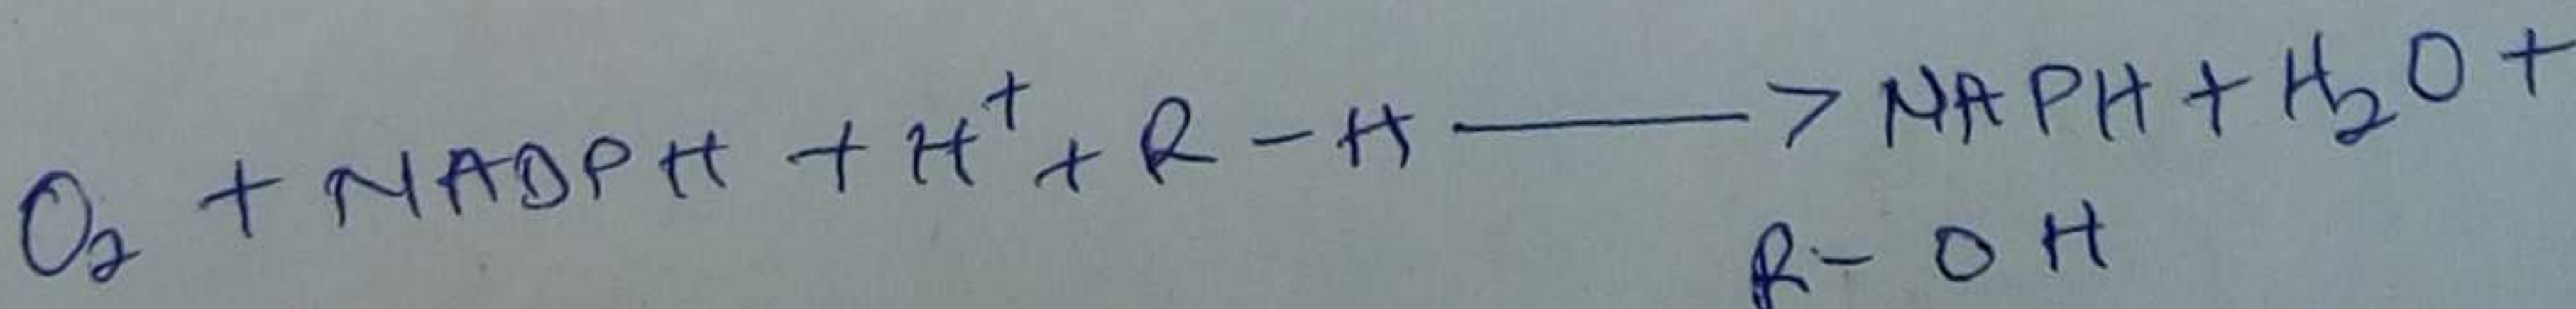 O₂ + NADPH + H⁺ + R - H ⟶ NAPH + H₂O +
R - OH